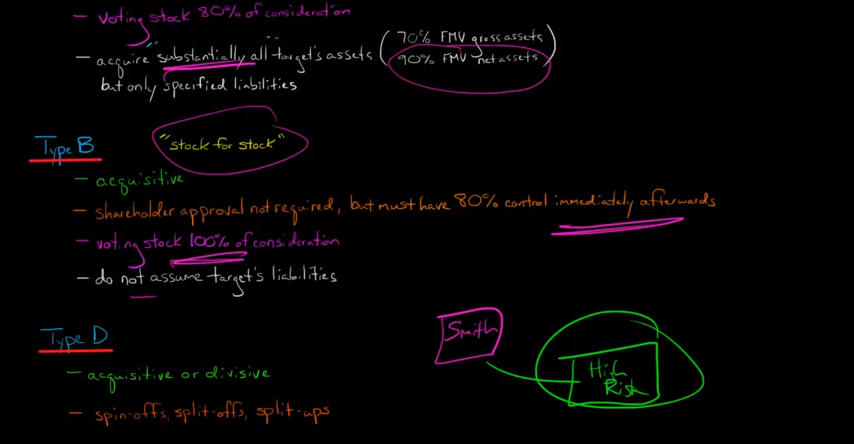 - voting stock 80% of consideration
- acquire "substantially all" target's assets (70% FMV gross assets
90% FMV net assets)
but only specified liabilities
Type B
"stock for stock"
- acquisitive
- shareholder approval not required, but must have 80% control immediately afterwards
- voting stock 100% of consideration
- do not assume target's liabilities
Type D
- acquisitive or divisive
- spin-offs, split-offs, split-ups
Smith
High
Risk